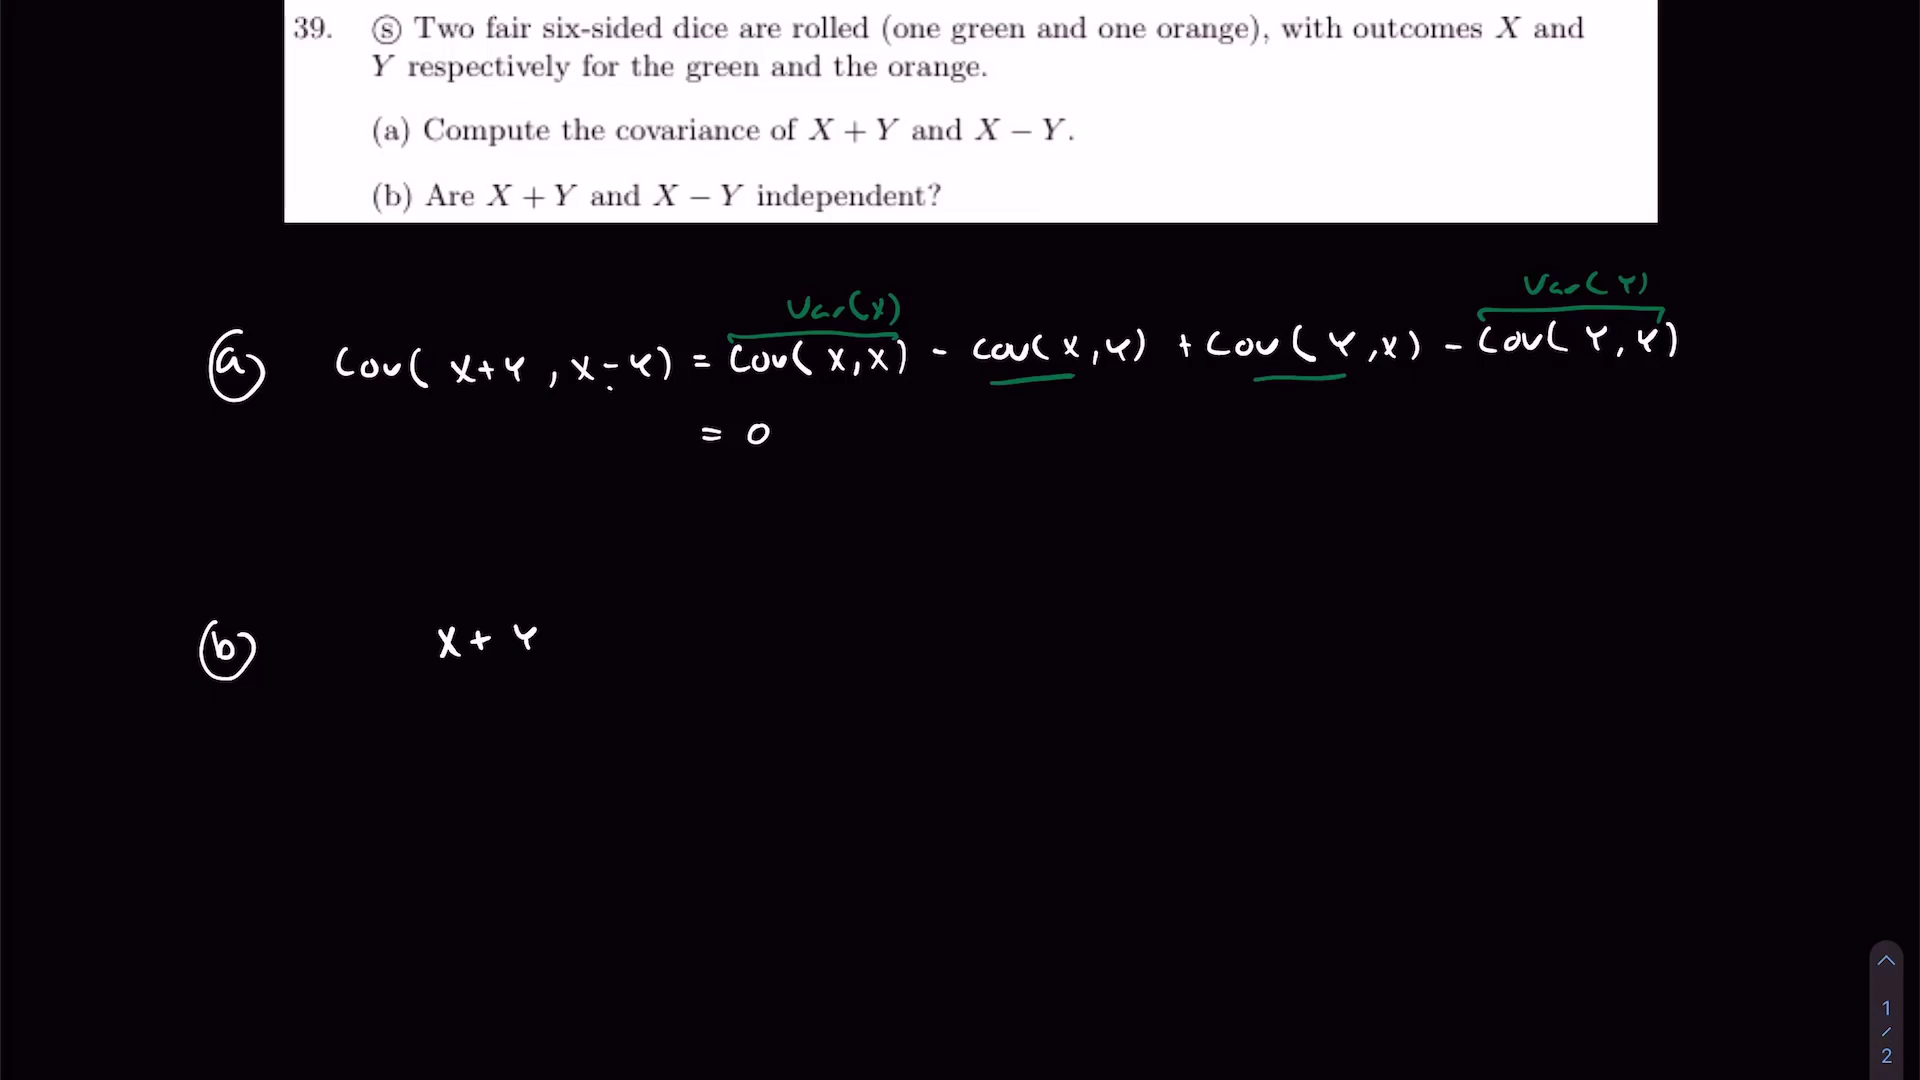 39. ⓢ Two fair six-sided dice are rolled (one green and one orange), with outcomes X and
Y respectively for the green and the orange.
(a) Compute the covariance of X + Y and X − Y.
(b) Are X + Y and X − Y independent?
Var(X) Var(Y)
(a) Cov( X+Y , X-Y) = Cov( X,X) - Cov( X,Y) + Cov( Y,X) - Cov( Y,Y)
= 0
(b) X + Y
1
/
2